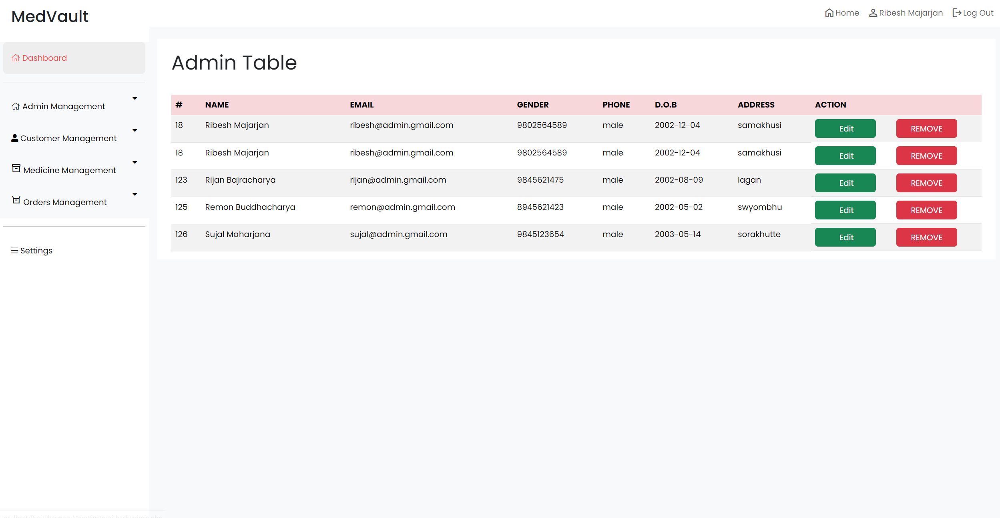 MedVault
Home Ribesh Majarjan Log Out
Dashboard
Admin Management
Customer Management
Medicine Management
Orders Management
Settings
Admin Table
# NAME EMAIL GENDER PHONE D.O.B ADDRESS ACTION
18 Ribesh Majarjan ribesh@admin.gmail.com 9802564589 male 2002-12-04 samakhusi Edit REMOVE
18 Ribesh Majarjan ribesh@admin.gmail.com 9802564589 male 2002-12-04 samakhusi Edit REMOVE
123 Rijan Bajracharya rijan@admin.gmail.com 9845621475 male 2002-08-09 lagan Edit REMOVE
125 Remon Buddhacharya remon@admin.gmail.com 8945621423 male 2002-05-02 swyombhu Edit REMOVE
126 Sujal Maharjana sujal@admin.gmail.com 9845123654 male 2003-05-14 sorakhutte Edit REMOVE